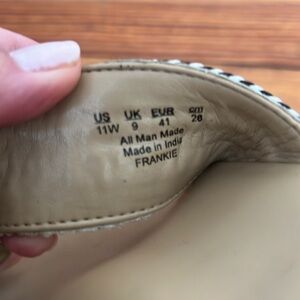 US UK EUR cm
11W 9 41 28
All Man Made
Made in India
FRANKIE